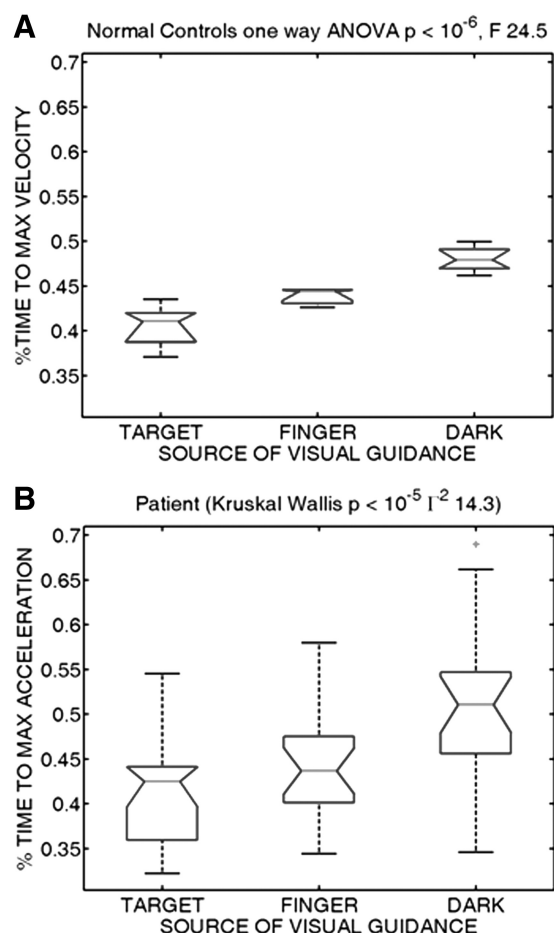 A
Normal Controls one way ANOVA p < 10⁻⁶, F 24.5
%TIME TO MAX VELOCITY
0.7
0.65
0.6
0.55
0.5
0.45
0.4
0.35
TARGET FINGER DARK
SOURCE OF VISUAL GUIDANCE
B
Patient (Kruskal Wallis p < 10⁻⁵ Γ² 14.3)
% TIME TO MAX ACCELERATION
0.7
0.65
0.6
0.55
0.5
0.45
0.4
0.35
TARGET FINGER DARK
SOURCE OF VISUAL GUIDANCE